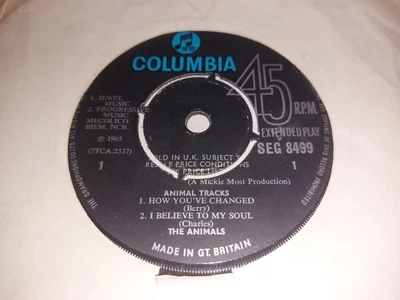 COLUMBIA
45
R.P.M.
EXTENDED PLAY
SEG 8499
1. JEWEL
MUSIC
2. PROGRESSIVE
MUSIC
MECOLICO
BIEM. NCB
℗ 1965
(7TCA.2537)
1
1
SOLD IN U.K. SUBJECT
PRICE CONDITIONS
(A Mickie Most Production)
ANIMAL TRACKS
1. HOW YOU'VE CHANGED
(Berry)
2. I BELIEVE TO MY SOUL
(Charles)
THE ANIMALS
MADE IN GT. BRITAIN